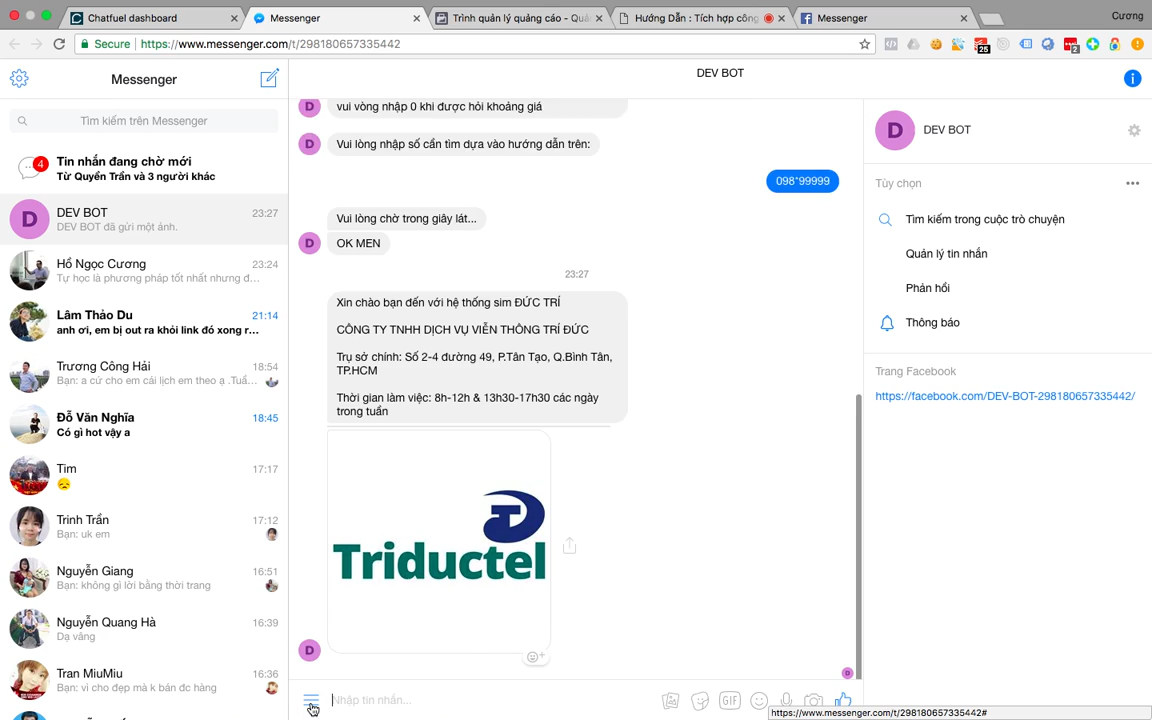 Chatfuel dashboard
Messenger
Trình quản lý quảng cáo - Quả
Hướng Dẫn : Tích hợp công
Messenger
Cương
Secure
https://www.messenger.com/t/298180657335442
25
2
Messenger
DEV BOT
Tìm kiếm trên Messenger
4
Tin nhắn đang chờ mới
Từ Quyền Trần và 3 người khác
D
DEV BOT
23:27
DEV BOT đã gửi một ảnh.
Hồ Ngọc Cương
23:24
Tự học là phương pháp tốt nhất nhưng đ...
Lâm Thảo Du
21:14
anh ơi, em bị out ra khỏi link đó xong r...
Trương Công Hải
18:54
Bạn: a cứ cho em cái lịch em theo ạ .Tuầ...
Đỗ Văn Nghĩa
18:45
Có gì hot vậy a
Tim
17:17
Trinh Trần
17:12
Bạn: uk em
Nguyễn Giang
16:51
Bạn: không gì lời bằng thời trang
Nguyễn Quang Hà
16:39
Dạ vâng
Tran MiuMiu
16:36
Bạn: vì cho đẹp mà k bán đc hàng
D
vui vòng nhập 0 khi được hỏi khoảng giá
D
Vui lòng nhập số cần tìm dựa vào hướng dẫn trên:
098*99999
Vui lòng chờ trong giây lát...
D
OK MEN
23:27
Xin chào bạn đến với hệ thống sim ĐỨC TRÍ
CÔNG TY TNHH DỊCH VỤ VIỄN THÔNG TRÍ ĐỨC
Trụ sở chính: Số 2-4 đường 49, P.Tân Tạo, Q.Bình Tân,
TP.HCM
Thời gian làm việc: 8h-12h & 13h30-17h30 các ngày
trong tuần
Triductel
D
Nhập tin nhắn...
GIF
D
DEV BOT
Tùy chọn
Tìm kiếm trong cuộc trò chuyện
Quản lý tin nhắn
Phản hồi
Thông báo
Trang Facebook
https://facebook.com/DEV-BOT-298180657335442/
https://www.messenger.com/t/298180657335442#